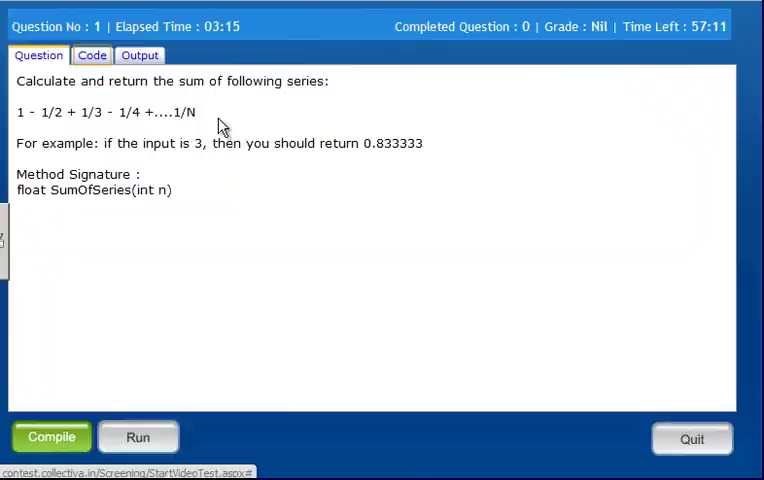 Question No : 1 | Elapsed Time : 03:15
Completed Question : 0 | Grade : Nil | Time Left : 57:11
Question Code Output
Calculate and return the sum of following series:
1 - 1/2 + 1/3 - 1/4 +....1/N
For example: if the input is 3, then you should return 0.833333
Method Signature :
float SumOfSeries(int n)
Compile Run Quit
contest.collectiva.in/Screening/StartVideoTest.aspx#